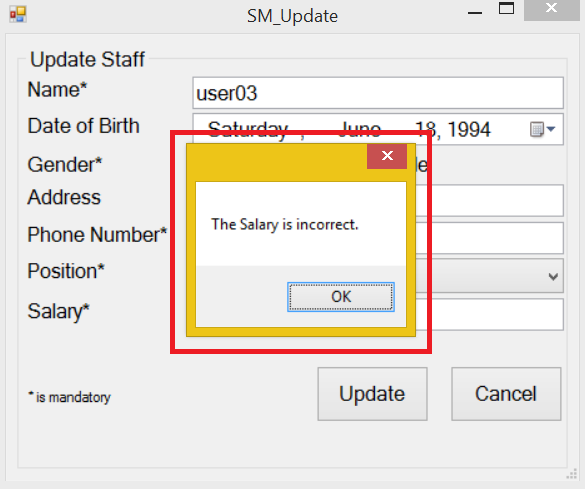 SM_Update
Update Staff
Name*
user03
Date of Birth
Saturday , June 18, 1994
Gender*
Address
The Salary is incorrect.
Phone Number*
Position*
OK
Salary*
* is mandatory
Update
Cancel